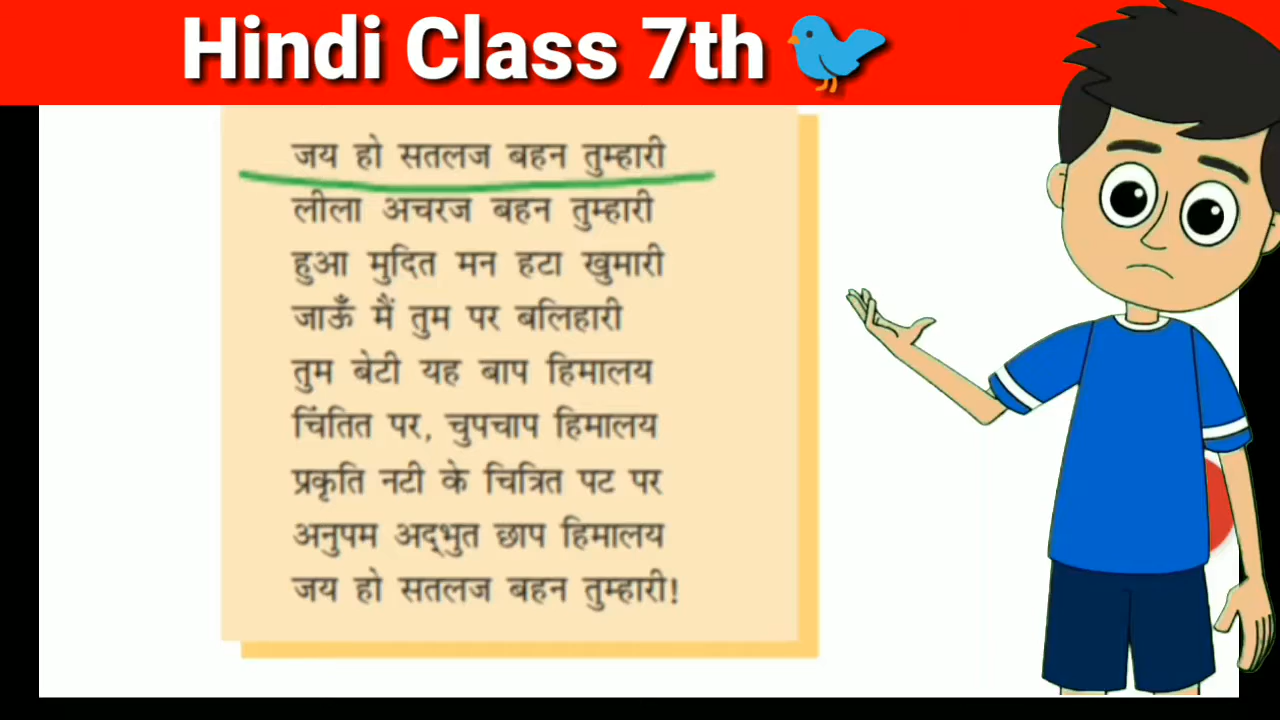 Hindi Class 7th
जय हो सतलज बहन तुम्हारी
लीला अचरज बहन तुम्हारी
हुआ मुदित मन हटा खुमारी
जाऊँ मैं तुम पर बलिहारी
तुम बेटी यह बाप हिमालय
चिंतित पर, चुपचाप हिमालय
प्रकृति नटी के चित्रित पट पर
अनुपम अद्भुत छाप हिमालय
जय हो सतलज बहन तुम्हारी!